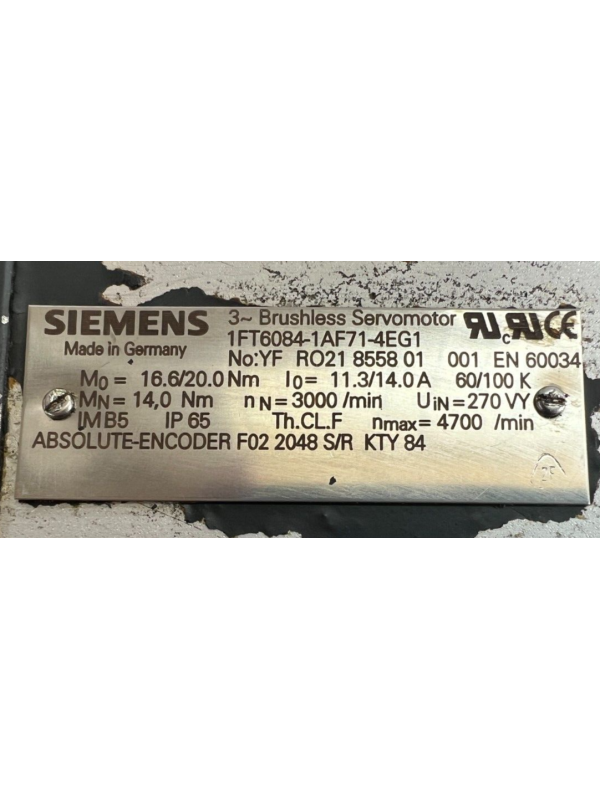 SIEMENS 3~ Brushless Servomotor
Made in Germany 1FT6084-1AF71-4EG1
No:YF RO21 8558 01 001 EN 60034
M0 = 16.6/20.0 Nm I0 = 11.3/14.0 A 60/100 K
MN = 14,0 Nm nN = 3000 /min UiN = 270 VY
IM B5 IP 65 Th.CL.F nmax = 4700 /min
ABSOLUTE-ENCODER F02 2048 S/R KTY 84